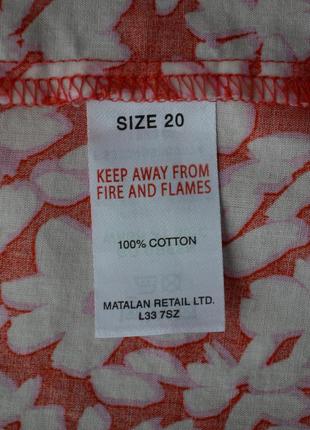 SIZE 20
KEEP AWAY FROM
FIRE AND FLAMES
100% COTTON
MATALAN RETAIL LTD.
L33 7SZ